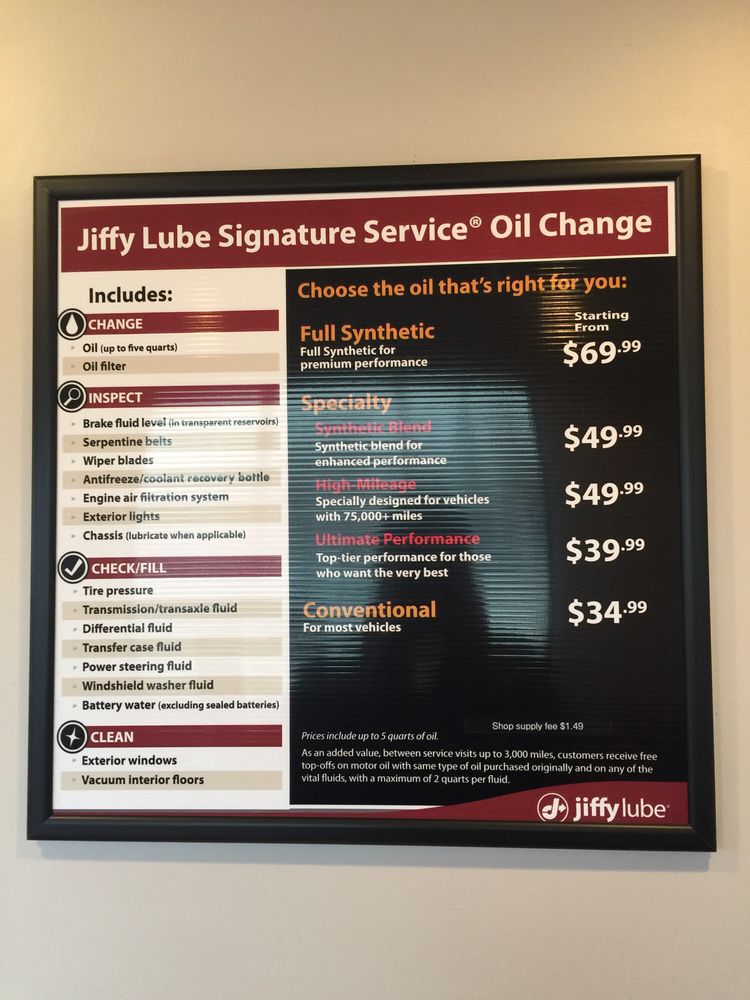 Jiffy Lube Signature Service® Oil Change
Includes:
CHANGE
Oil (up to five quarts)
Oil filter
INSPECT
Brake fluid level (in transparent reservoirs)
Serpentine belts
Wiper blades
Antifreeze/coolant recovery bottle
Engine air filtration system
Exterior lights
Chassis (lubricate when applicable)
CHECK/FILL
Tire pressure
Transmission/transaxle fluid
Differential fluid
Transfer case fluid
Power steering fluid
Windshield washer fluid
Battery water (excluding sealed batteries)
CLEAN
Exterior windows
Vacuum interior floors
Choose the oil that's right for you:
Starting
From
Full Synthetic
Full Synthetic for
premium performance
$69.99
Specialty
Synthetic Blend
Synthetic blend for
enhanced performance
$49.99
High-Mileage
Specially designed for vehicles
with 75,000+ miles
$49.99
Ultimate Performance
Top-tier performance for those
who want the very best
$39.99
Conventional
For most vehicles
$34.99
Shop supply fee $1.49
Prices include up to 5 quarts of oil.
As an added value, between service visits up to 3,000 miles, customers receive free
top-offs on motor oil with same type of oil purchased originally and on any of the
vital fluids, with a maximum of 2 quarts per fluid.
jiffylube